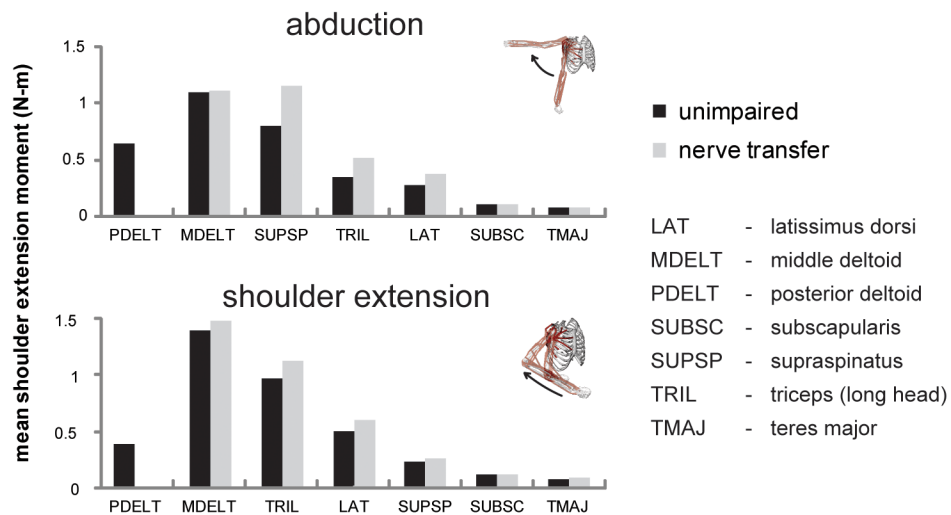 abduction
mean shoulder extension moment (N-m)
1.5
1
0.5
0
PDELT MDELT SUPSP TRIL LAT SUBSC TMAJ
shoulder extension
1.5
1
0.5
0
PDELT MDELT TRIL LAT SUPSP SUBSC TMAJ
unimpaired
nerve transfer
LAT - latissimus dorsi
MDELT - middle deltoid
PDELT - posterior deltoid
SUBSC - subscapularis
SUPSP - supraspinatus
TRIL - triceps (long head)
TMAJ - teres major